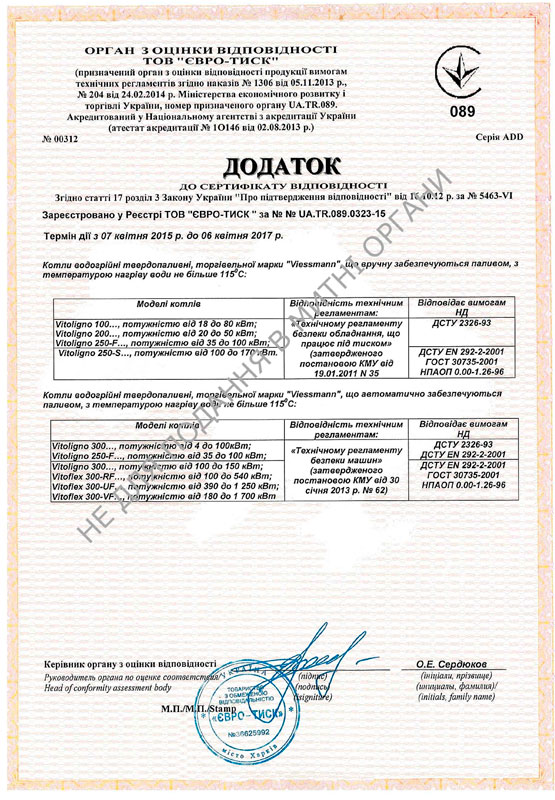 ОРГАН З ОЦІНКИ ВІДПОВІДНОСТІ
ТОВ "ЄВРО-ТИСК"
(призначений орган з оцінки відповідності продукції вимогам
технічних регламентів згідно наказів № 1306 від 05.11.2013 р.,
№ 204 від 24.02.2014 р. Міністерства економічного розвитку і
торгівлі України, номер призначеного органу UA.TR.089.
Акредитований у Національному агентстві з акредитації України
(атестат акредитації № 1О146 від 02.08.2013 р.)
089
№ 00312
Серія ADD
ДОДАТОК
ДО СЕРТИФІКАТУ ВІДПОВІДНОСТІ
Згідно статті 17 розділ 3 Закону України "Про підтвердження відповідності" від 16.10.12 р. за № 5463-VI
Зареєстровано у Реєстрі ТОВ "ЄВРО-ТИСК" за № № UA.TR.089.0323-15
Термін дії з 07 квітня 2015 р. до 06 квітня 2017 р.
Котли водогрійні твердопаливні, торгівельної марки "Viessmann", що вручну забезпечуються паливом, з
температурою нагріву води не більше 115⁰С:
Моделі котлів
Відповідність технічним
регламентам:
Відповідає вимогам
НД
Vitoligno 100…, потужністю від 18 до 80 кВт;
Vitoligno 200…, потужністю від 20 до 50 кВт;
Vitoligno 250-F…, потужністю від 35 до 100 кВт;
Vitoligno 250-S…, потужністю від 100 до 170 кВт.
«Технічному регламенту
безпеки обладнання, що
працює під тиском»
(затвердженого
постановою КМУ від
19.01.2011 N 35
ДСТУ 2326-93
ДСТУ EN 292-2-2001
ГОСТ 30735-2001
НПАОП 0.00-1.26-96
Котли водогрійні твердопаливні, торгівельної марки "Viessmann", що автоматично забезпечуються
паливом, з температурою нагріву води не більше 115⁰С:
Моделі котлів
Відповідність технічним
регламентам:
Відповідає вимогам
НД
Vitoligno 300…, потужністю від 4 до 100кВт;
Vitoligno 250-F…, потужністю від 35 до 100 кВт;
Vitoligno 300…, потужністю від 100 до 150 кВт;
Vitoflex 300-RF…, потужністю від 100 до 540 кВт;
Vitoflex 300-UF…, потужністю від 390 до 1 250 кВт;
Vitoflex 300-VF…, потужністю від 180 до 1 700 кВт
«Технічному регламенту
безпеки машин»
(затвердженого
постановою КМУ від 30
січня 2013 р. № 62)
ДСТУ 2326-93
ДСТУ EN 292-2-2001
ДСТУ EN 292-2-2001
ГОСТ 30735-2001
НПАОП 0.00-1.26-96
НЕ ДЛЯ ПОДАННЯ В МИТНІ ОРГАНИ
Керівник органу з оцінки відповідності
Руководитель органа по оценке соответствия/
Head of conformity assessment body
М.П./М.П./Stamp
(підпис)
(подпись)
(signature)
О.Е. Сердюков
(ініціали, прізвище)
(инициалы, фамилия)/
(initials, family name)
УКРАЇНА
ТОВАРИСТВО
З ОБМЕЖЕНОЮ
ВІДПОВІДАЛЬНІСТЮ
«ЄВРО-ТИСК»
№36625992
місто Харків